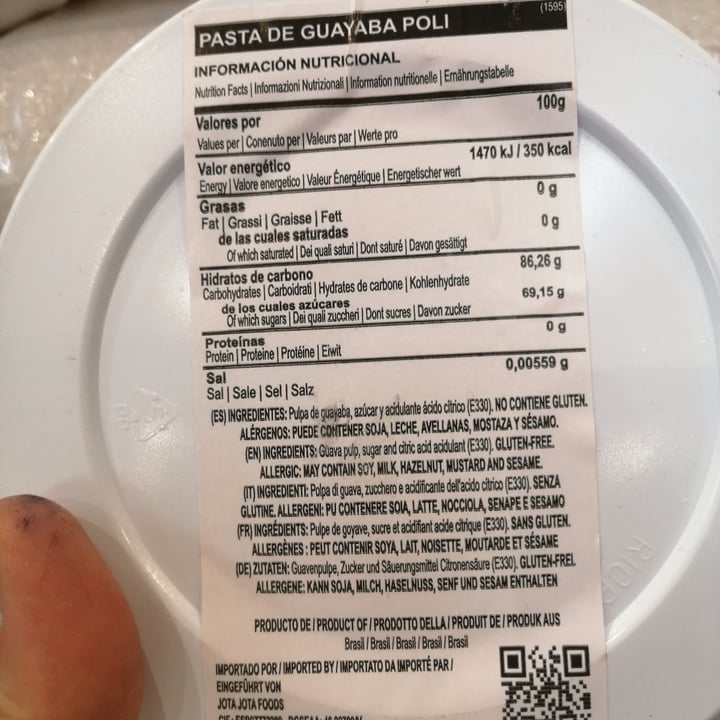 (1595)
PASTA DE GUAYABA POLI
INFORMACIÓN NUTRICIONAL
Nutrition Facts | Informazioni Nutrizionali | Information nutritionelle | Ernährungstabelle
100g
Valores por
Values per | Conenuto per | Valeurs par | Werte pro
1470 kJ / 350 kcal
Valor energético
Energy | Valore energetico | Valeur Énergétique | Energetischer wert
0 g
Grasas
Fat | Grassi | Graisse | Fett
0 g
de las cuales saturadas
Of which saturated | Dei quali saturi | Dont saturé | Davon gesättigt
86,26 g
Hidratos de carbono
Carbohydrates | Carboidrati | Hydrates de carbone | Kohlenhydrate
69,15 g
de los cuales azúcares
Of which sugars | Dei quali zuccheri | Dont sucres | Davon zucker
0 g
Proteínas
Protein | Proteine | Protéine | Eiwit
0,00559 g
Sal
Sal | Sale | Sel | Salz
(ES) INGREDIENTES: Pulpa de guayaba, azúcar y acidulante ácido cítrico (E330). NO CONTIENE GLUTEN.
ALÉRGENOS: PUEDE CONTENER SOJA, LECHE, AVELLANAS, MOSTAZA Y SÉSAMO.
(EN) INGREDIENTS: Guava pulp, sugar and citric acid acidulant (E330). GLUTEN-FREE.
ALLERGIC: MAY CONTAIN SOY, MILK, HAZELNUT, MUSTARD AND SESAME.
(IT) INGREDIENTI: Polpa di guava, zucchero e acidificante dell'acido citrico (E330). SENZA
GLUTINE. ALLERGENI: PU CONTENERE SOIA, LATTE, NOCCIOLA, SENAPE E SESAMO
(FR) INGRÉDIENTS: Pulpe de goyave, sucre et acidifiant acide citrique (E330). SANS GLUTEN.
ALLERGÈNES : PEUT CONTENIR SOYA, LAIT, NOISETTE, MOUTARDE ET SÉSAME
(DE) ZUTATEN: Guavenpulpe, Zucker und Säuerungsmittel Citronensäure (E330). GLUTEN-FREI.
ALLERGENE: KANN SOJA, MILCH, HASELNUSS, SENF UND SESAM ENTHALTEN
PRODUCTO DE / PRODUCT OF / PRODOTTO DELLA / PRODUIT DE / PRODUK AUS
Brasil / Brasil / Brasil / Brasil / Brasil
IMPORTADO POR / IMPORTED BY / IMPORTATO DA IMPORTÉ PAR /
EINGEFÜHRT VON
JOTA JOTA FOODS